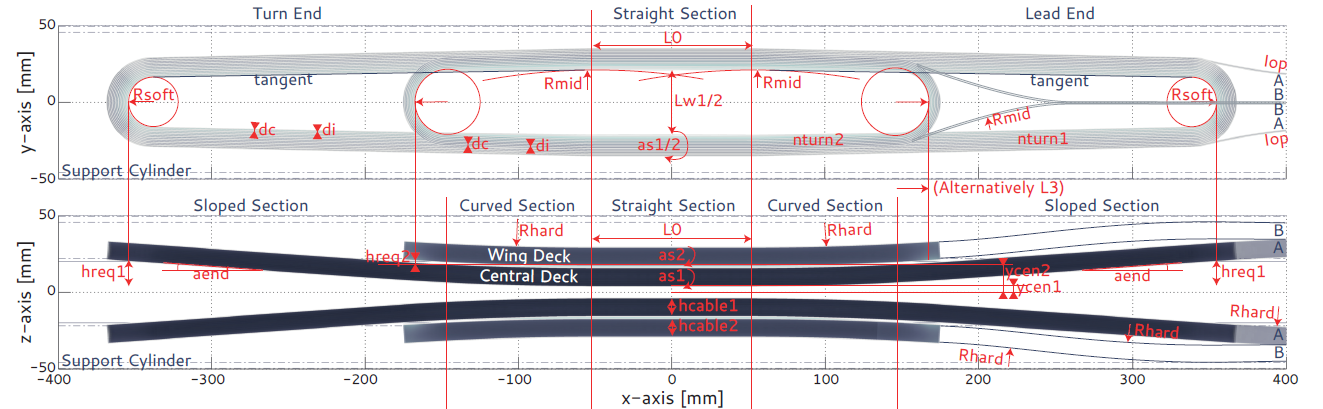 Turn End
Straight Section
Lead End
50
L0
lop
tangent
tangent
A
Rsoft
Rmid
Rmid
Rsoft
B
0
Lw1/2
B
Rmid
A
dc
di
dc
di
as1/2
nturn2
nturn1
lop
y-axis [mm]
Support Cylinder
-50
(Alternatively L3)
Sloped Section
Curved Section
Straight Section
Curved Section
Sloped Section
50
Rhard
L0
Rhard
B
hreq2
Wing Deck
as2
A
hreq1
aend
Central Deck
as1
ycen2
aend
hreq1
ycen1
0
z-axis [mm]
hcable1
Rhard
hcable2
Rhard
A
Rhard
B
Support Cylinder
-50
-400
-300
-200
-100
0
100
200
300
400
x-axis [mm]